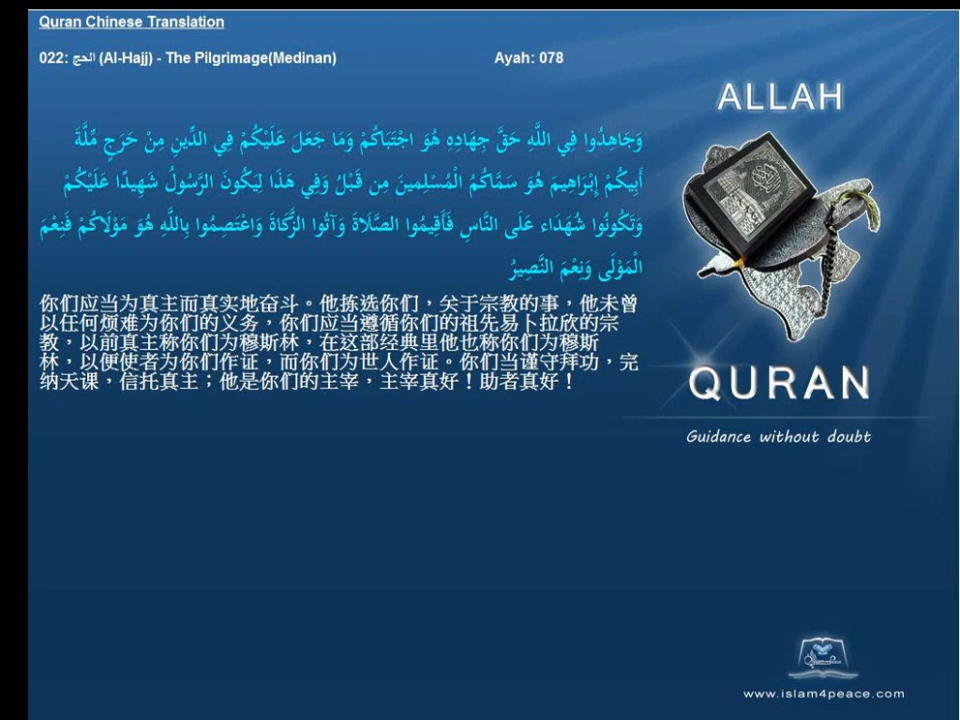 Quran Chinese Translation
022: الحج (Al-Hajj) - The Pilgrimage(Medinan)
Ayah: 078
وَجَاهِدُوا فِي اللَّهِ حَقَّ جِهَادِهِ هُوَ اجْتَبَاكُمْ وَمَا جَعَلَ عَلَيْكُمْ فِي الدِّينِ مِنْ حَرَجٍ مِّلَّةَ
أَبِيكُمْ إِبْرَاهِيمَ هُوَ سَمَّاكُمُ الْمُسْلِمِينَ مِن قَبْلُ وَفِي هَذَا لِيَكُونَ الرَّسُولُ شَهِيدًا عَلَيْكُمْ
وَتَكُونُوا شُهَدَاء عَلَى النَّاسِ فَأَقِيمُوا الصَّلَاةَ وَآتُوا الزَّكَاةَ وَاعْتَصِمُوا بِاللَّهِ هُوَ مَوْلَاكُمْ فَنِعْمَ
الْمَوْلَى وَنِعْمَ النَّصِيرُ
你们应当为真主而真实地奋斗。他拣选你们，关于宗教的事，他未曾
以任何烦难为你们的义务，你们应当遵循你们的祖先易卜拉欣的宗
教，以前真主称你们为穆斯林，在这部经典里他也称你们为穆斯
林，以便使者为你们作证，而你们为世人作证。你们当谨守拜功，完
纳天课，信托真主；他是你们的主宰，主宰真好！助者真好！
ALLAH
QURAN
Guidance without doubt
www.islam4peace.com